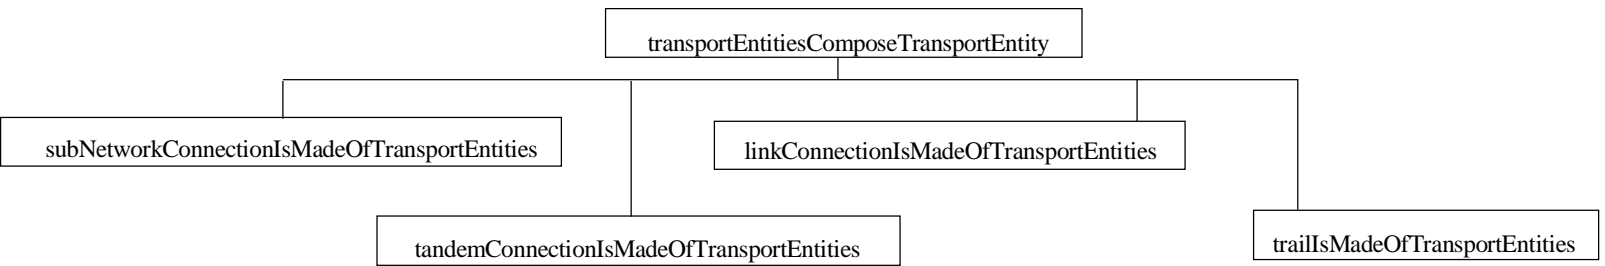 transportEntitiesComposeTransportEntity
subNetworkConnectionIsMadeOfTransportEntities
linkConnectionIsMadeOfTransportEntities
tandemConnectionIsMadeOfTransportEntities
trailIsMadeOfTransportEntities